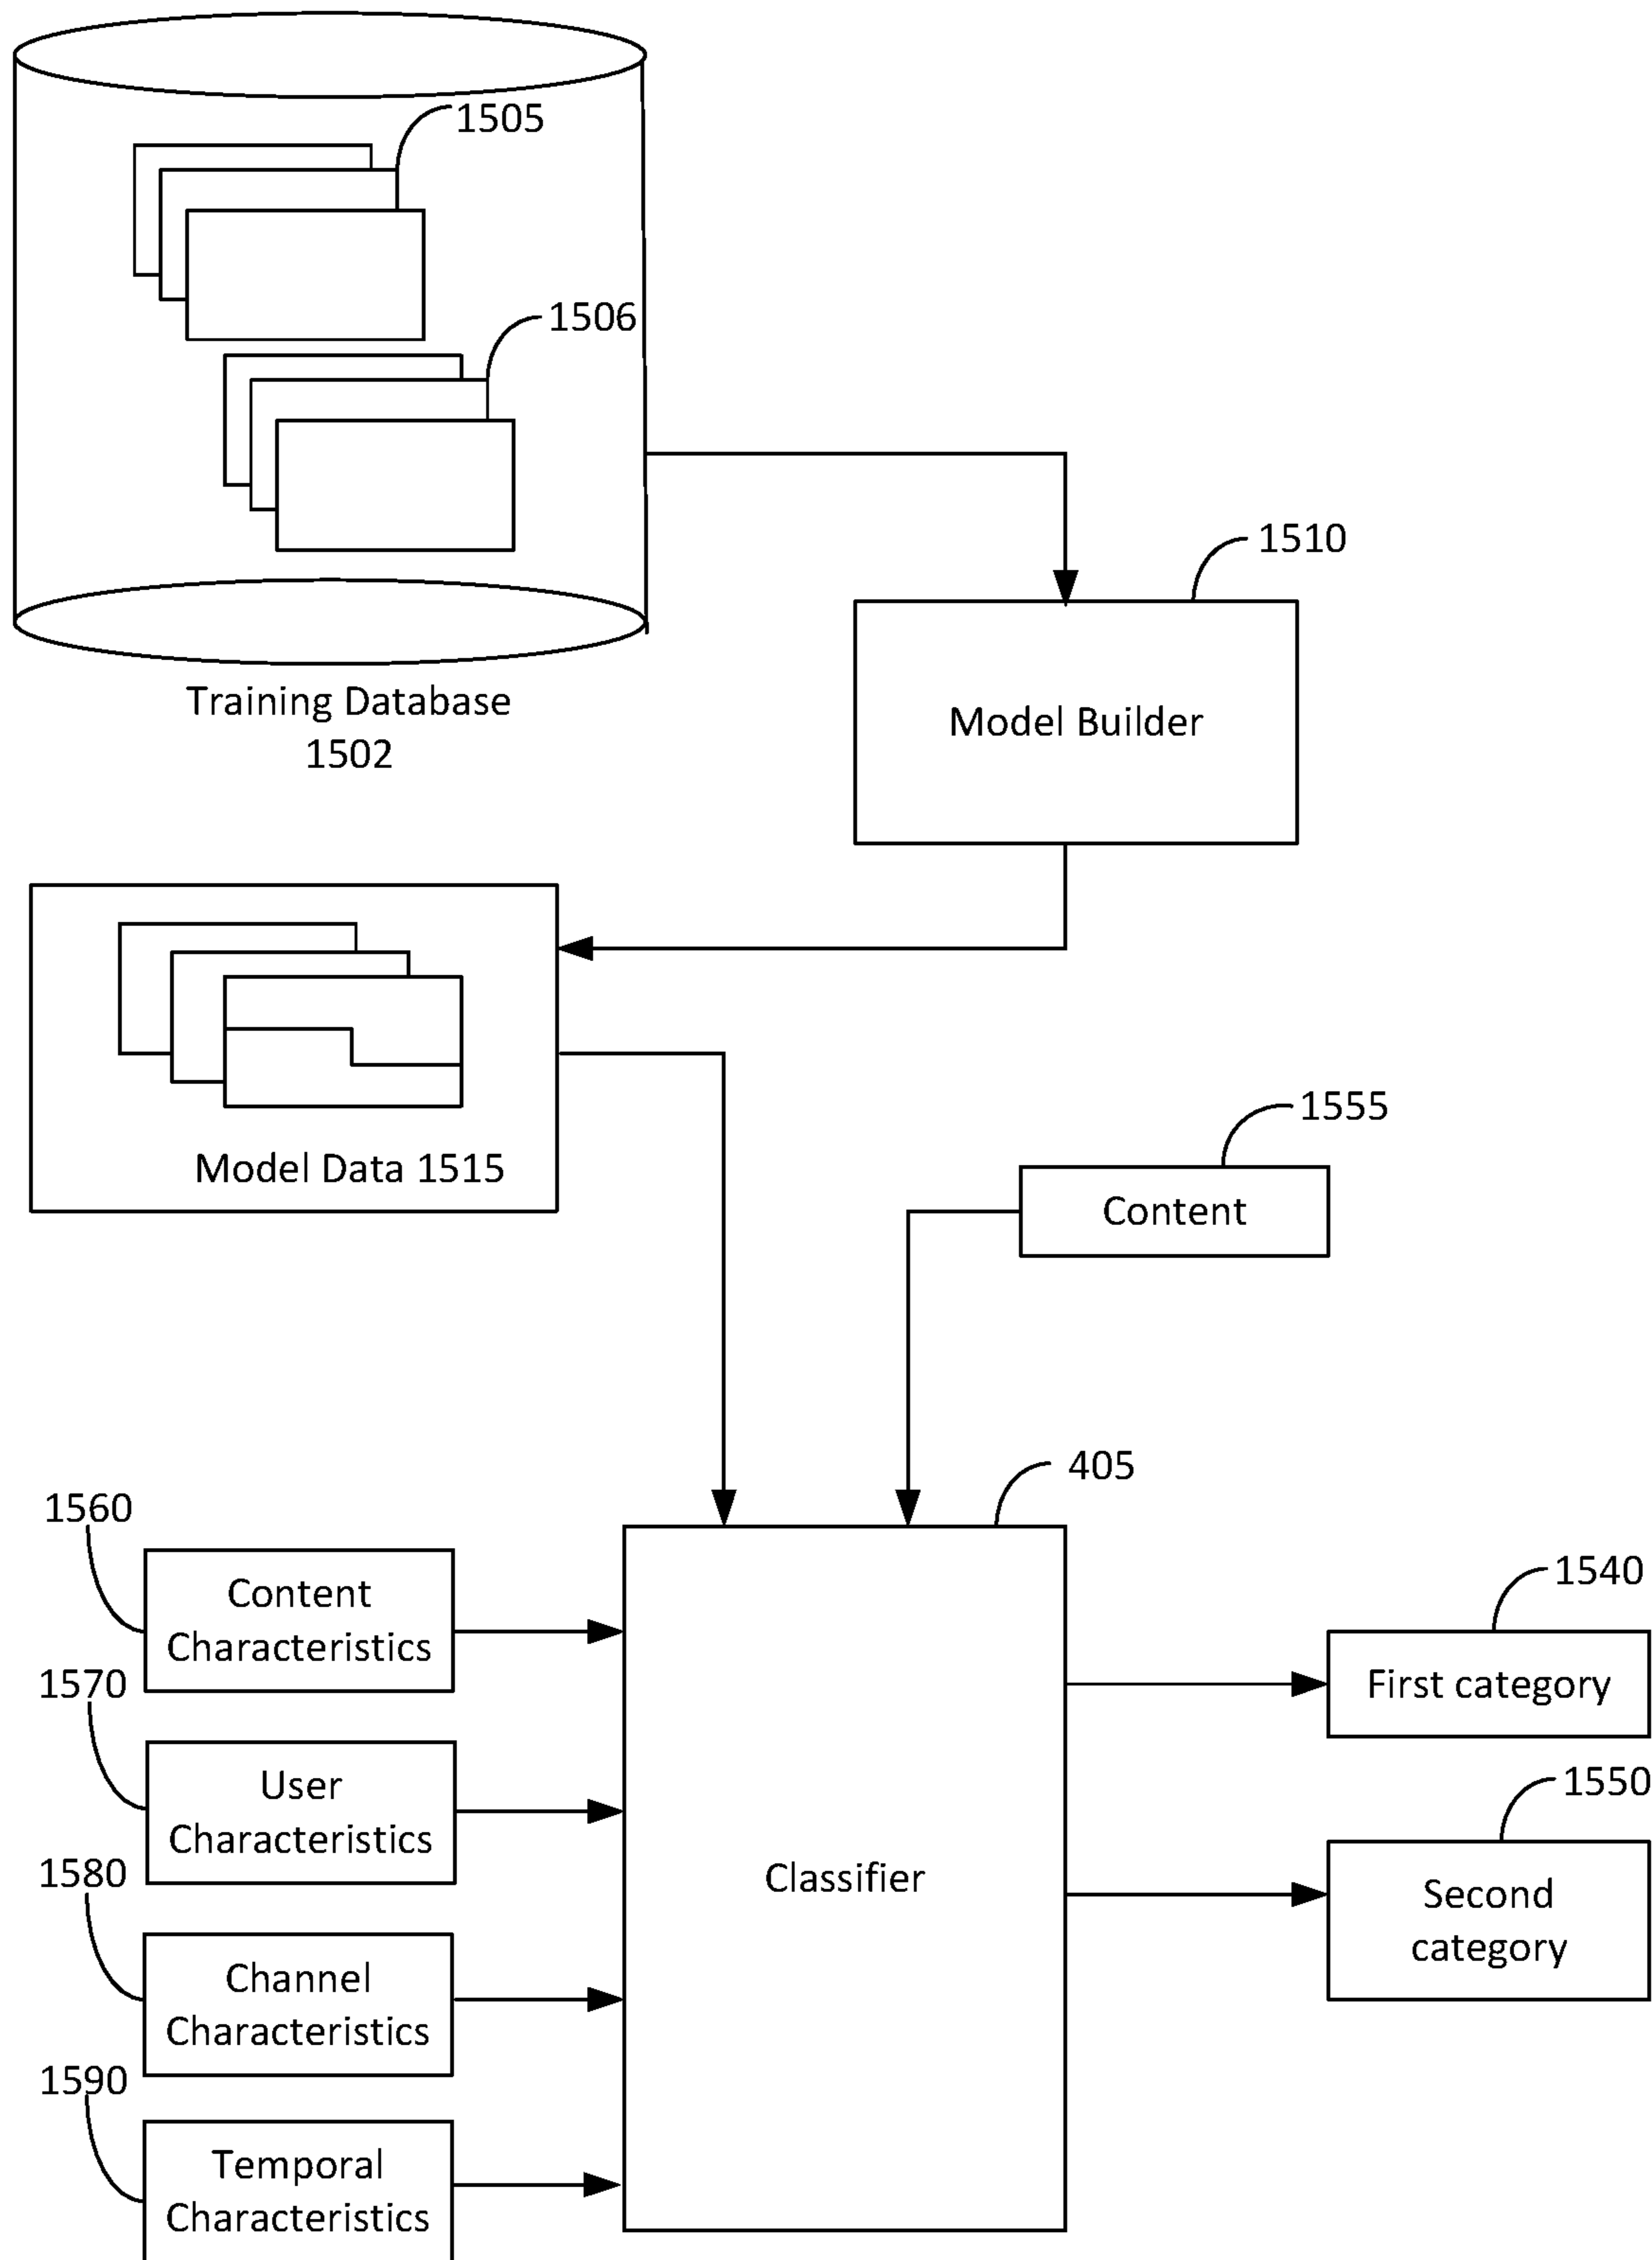 1505
1506
Training Database
1502
1510
Model Builder
Model Data 1515
1555
Content
405
Classifier
1560
Content
Characteristics
1570
User
Characteristics
1580
Channel
Characteristics
1590
Temporal
Characteristics
1540
First category
1550
Second
category